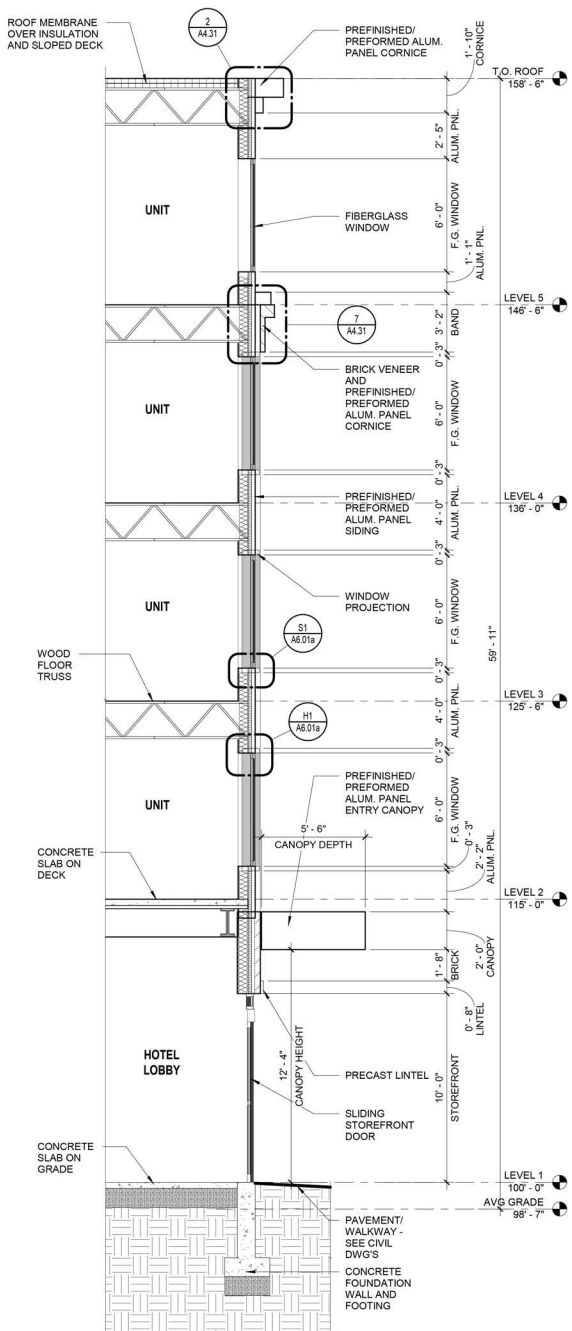 ROOF MEMBRANE
OVER INSULATION
AND SLOPED DECK
2
A4.31
PREFINISHED/
PREFORMED ALUM.
PANEL CORNICE
1' - 10"
CORNICE
T.O. ROOF
158' - 6"
2' - 5"
ALUM. PNL.
UNIT
FIBERGLASS
WINDOW
6' - 0"
F.G. WINDOW
1' - 1"
ALUM. PNL.
LEVEL 5
146' - 6"
7
A4.31
3' - 2"
BAND
0' - 3"
BRICK VENEER
AND
PREFINISHED/
PREFORMED
ALUM. PANEL
CORNICE
UNIT
6' - 0"
F.G. WINDOW
0' - 3"
PREFINISHED/
PREFORMED
ALUM. PANEL
SIDING
4' - 0"
ALUM. PNL.
LEVEL 4
136' - 0"
0' - 3"
WINDOW
PROJECTION
UNIT
6' - 0"
F.G. WINDOW
S1
A6.01a
59' - 11"
WOOD
FLOOR
TRUSS
0' - 3"
4' - 0"
ALUM. PNL.
LEVEL 3
125' - 6"
H1
A6.01a
0' - 3"
PREFINISHED/
PREFORMED
ALUM. PANEL
ENTRY CANOPY
UNIT
6' - 0"
F.G. WINDOW
5' - 6"
CANOPY DEPTH
0' - 3"
CONCRETE
SLAB ON
DECK
2' - 2"
ALUM. PNL.
LEVEL 2
115' - 0"
2' - 0"
CANOPY
1' - 8"
BRICK
0' - 8"
LINTEL
HOTEL
LOBBY
12' - 4"
CANOPY HEIGHT
PRECAST LINTEL
10' - 0"
STOREFRONT
SLIDING
STOREFRONT
DOOR
CONCRETE
SLAB ON
GRADE
LEVEL 1
100' - 0"
AVG GRADE
98' - 7"
PAVEMENT/
WALKWAY -
SEE CIVIL
DWG'S
CONCRETE
FOUNDATION
WALL AND
FOOTING